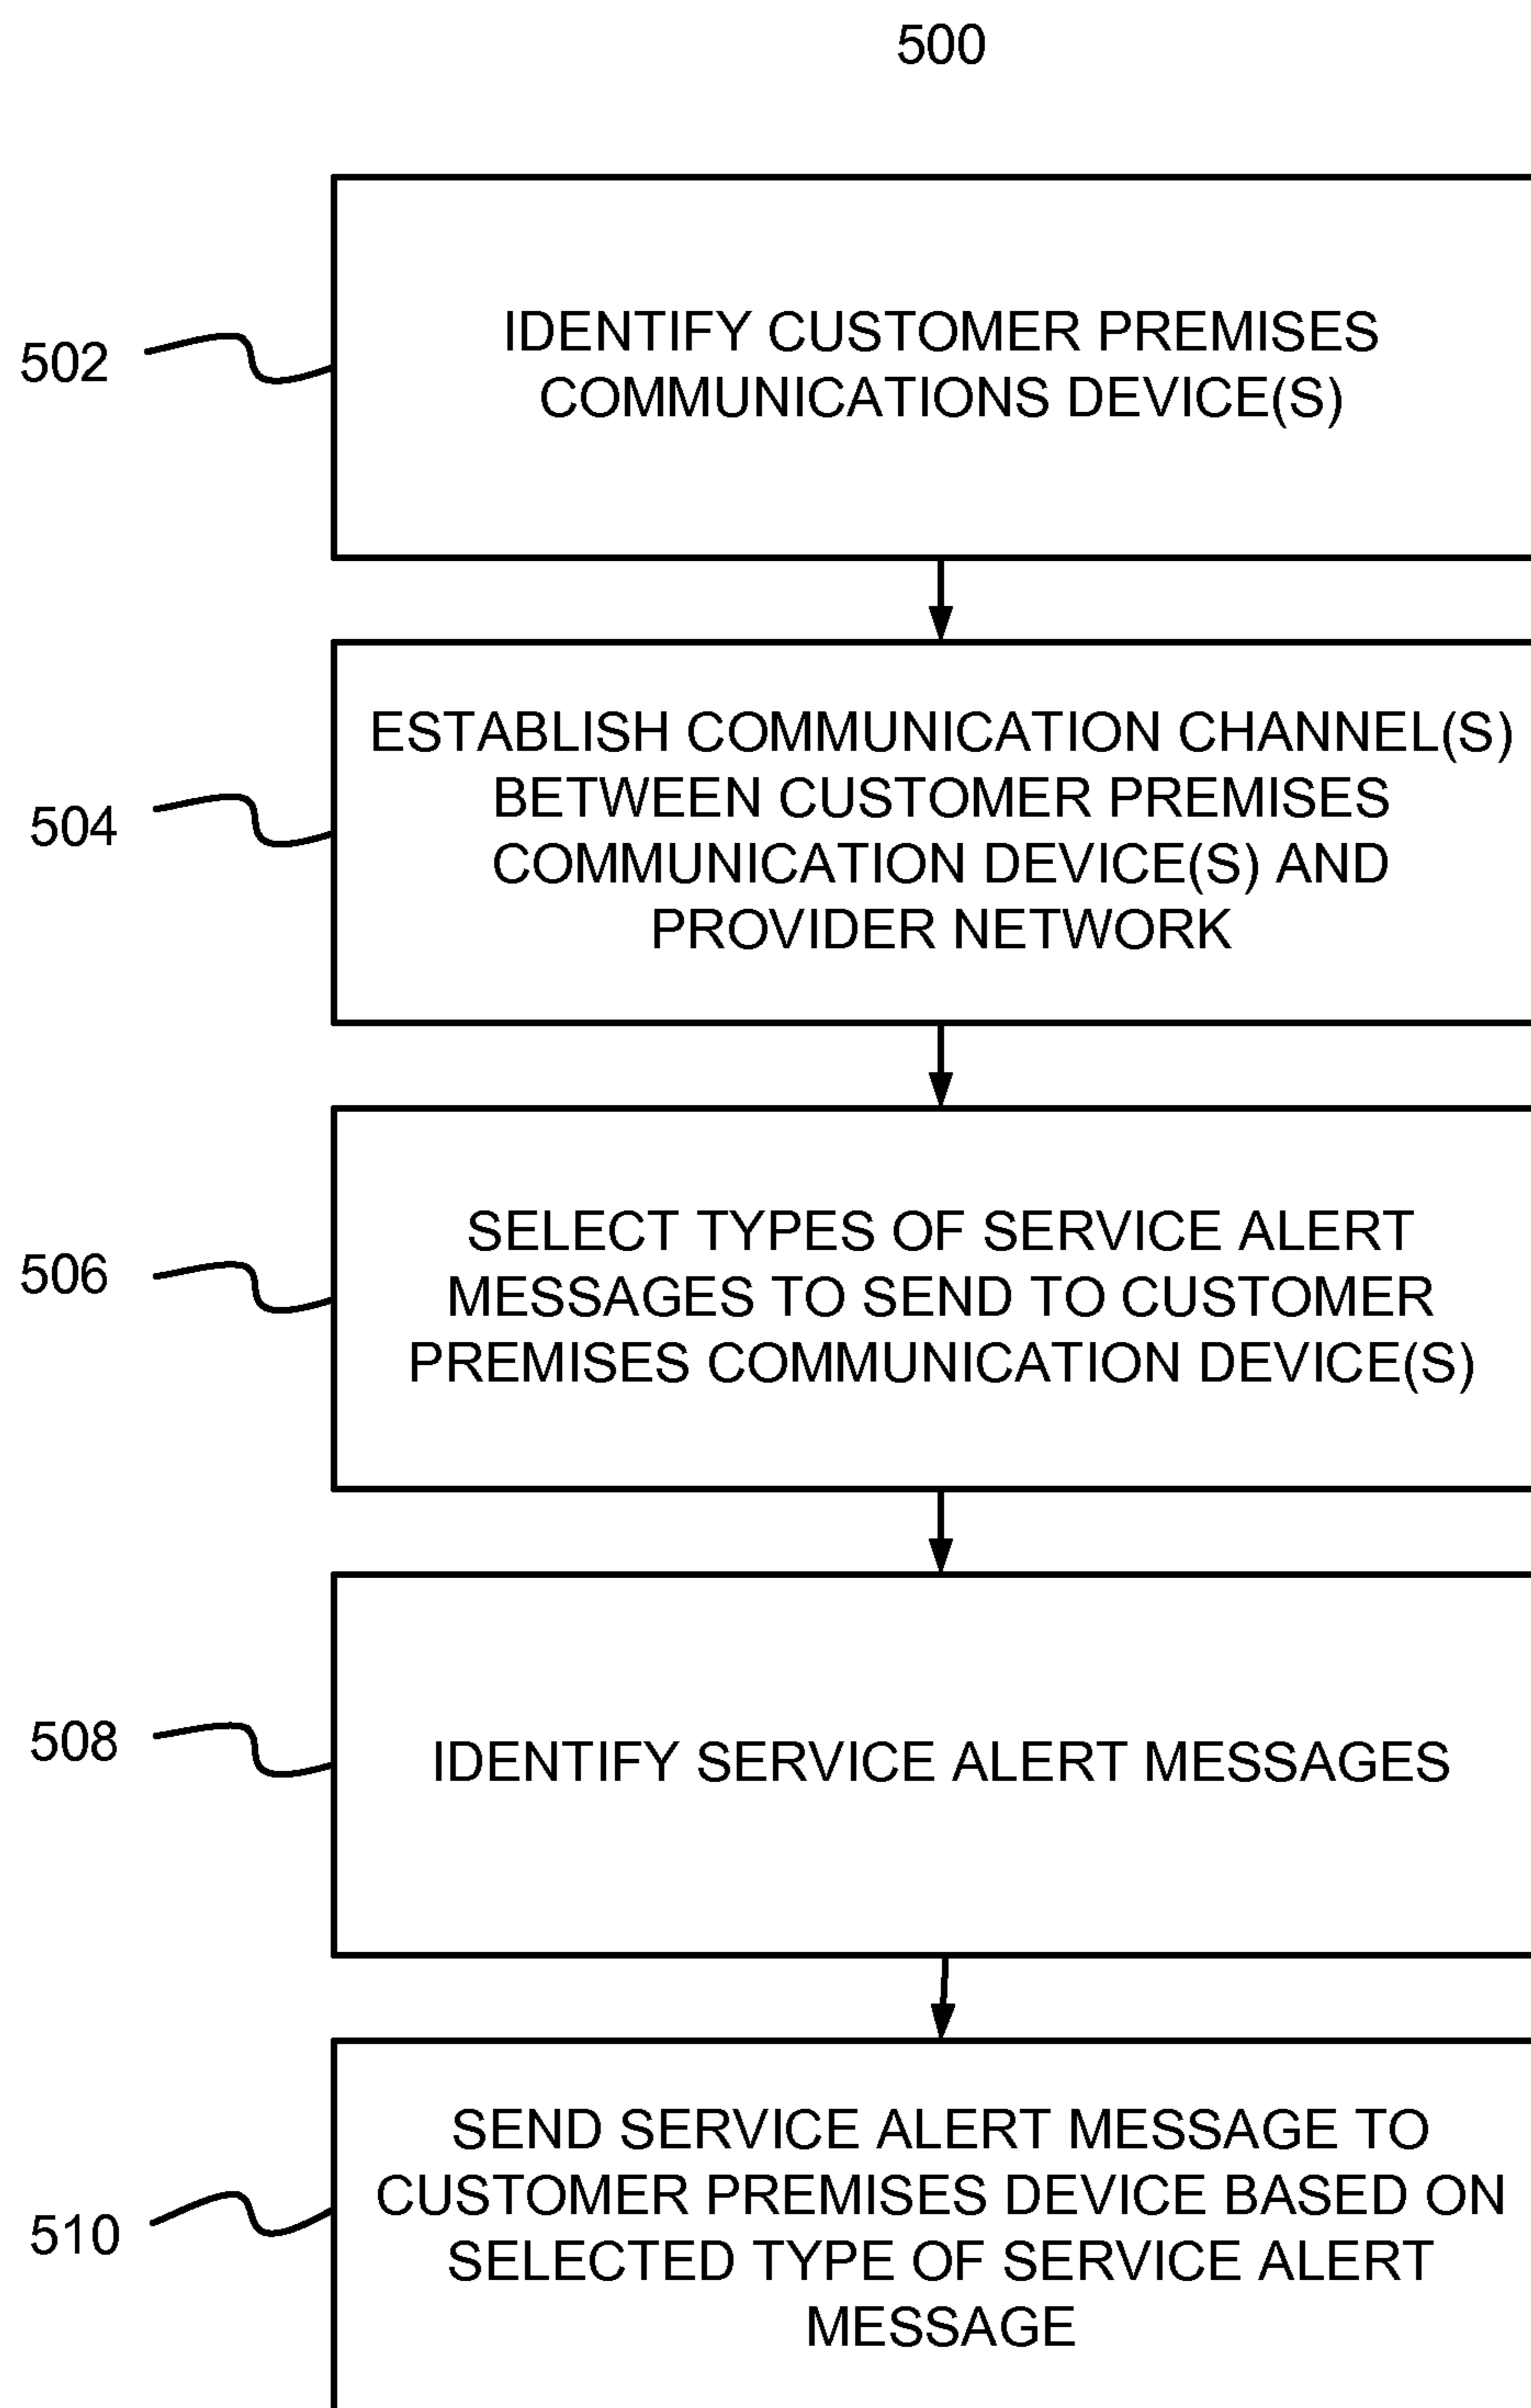 500
502
IDENTIFY CUSTOMER PREMISES
COMMUNICATIONS DEVICE(S)
504
ESTABLISH COMMUNICATION CHANNEL(S)
BETWEEN CUSTOMER PREMISES
COMMUNICATION DEVICE(S) AND
PROVIDER NETWORK
506
SELECT TYPES OF SERVICE ALERT
MESSAGES TO SEND TO CUSTOMER
PREMISES COMMUNICATION DEVICE(S)
508
IDENTIFY SERVICE ALERT MESSAGES
510
SEND SERVICE ALERT MESSAGE TO
CUSTOMER PREMISES DEVICE BASED ON
SELECTED TYPE OF SERVICE ALERT
MESSAGE